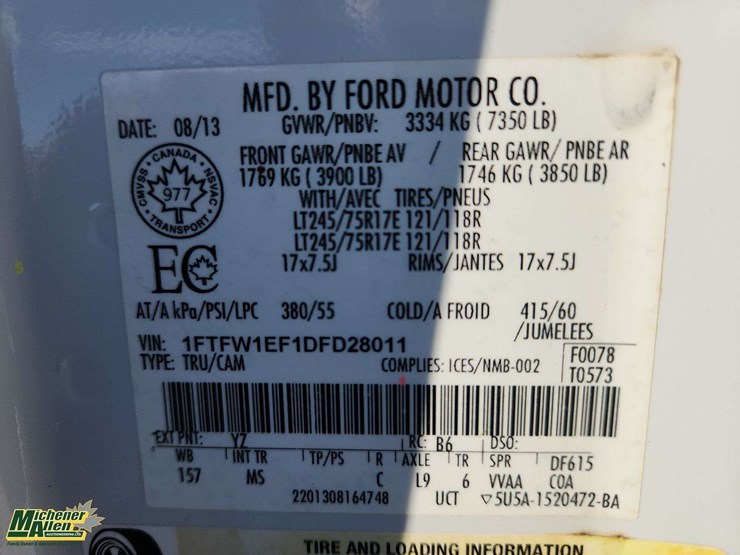 MFD. BY FORD MOTOR CO.
DATE: 08/13 GVWR/PNBV: 3334 KG ( 7350 LB)
FRONT GAWR/PNBE AV / REAR GAWR/ PNBE AR
1769 KG ( 3900 LB) 1746 KG ( 3850 LB)
WITH/AVEC TIRES/PNEUS
LT245/75R17E 121/118R
LT245/75R17E 121/118R
17x7.5J RIMS/JANTES 17x7.5J
CMVSS • CANADA • NSVAC • TRANSPORT •
977
EC
AT/A kPa/PSI/LPC 380/55 COLD/A FROID 415/60
/JUMELEES
VIN: 1FTFW1EF1DFD28011
TYPE: TRU/CAM COMPLIES: ICES/NMB-002 F0078
T0573
EXT PNT: YZ RC: B6 DSO:
WB INT TR TP/PS R AXLE TR SPR DF615
157 MS C L9 6 VVAA COA
2201308164748 UCT ▽5U5A-1520472-BA
TIRE AND LOADING INFORMATION
Michener
Allen
AUCTIONEERING LTD